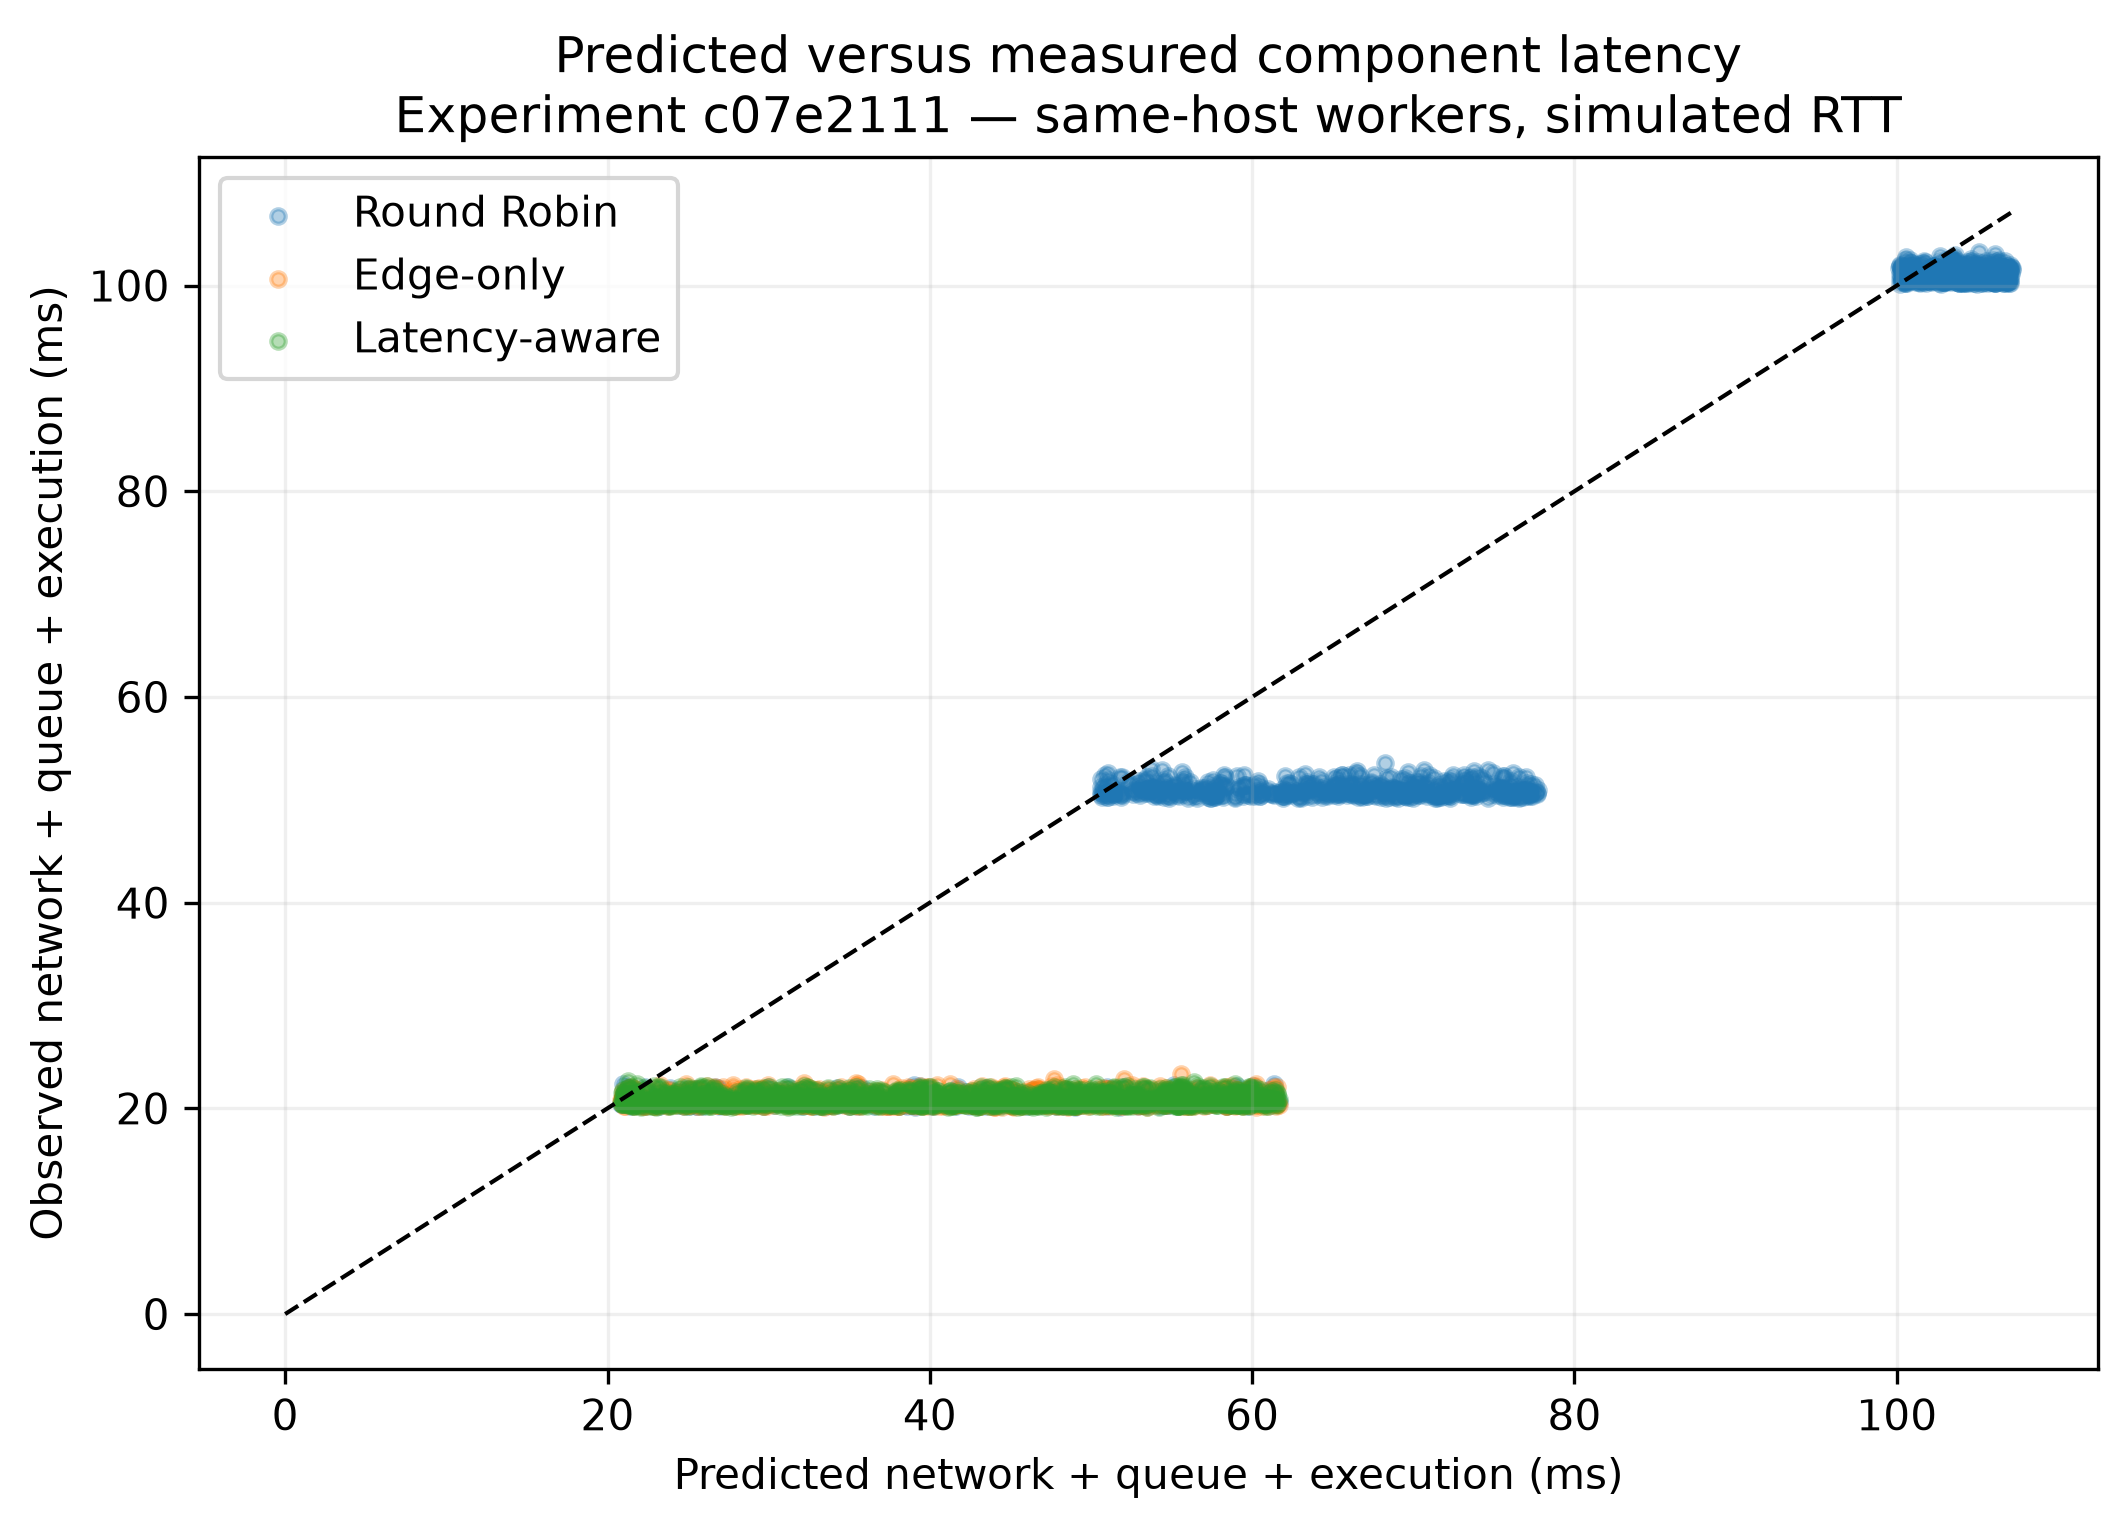 Predicted versus measured component latency
Experiment c07e2111 — same-host workers, simulated RTT
Round Robin
Edge-only
Latency-aware
Observed network + queue + execution (ms)
100
80
60
40
20
0
0 20 40 60 80 100
Predicted network + queue + execution (ms)